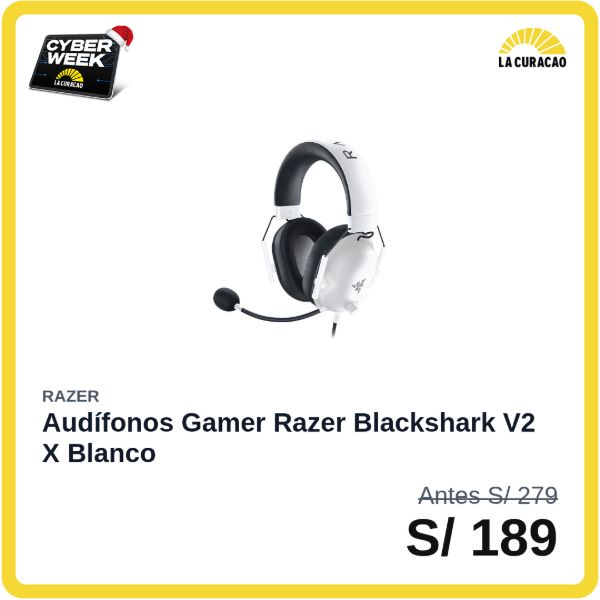 CYBER
WEEK
LA CURACAO
LA CURACAO
RAZER
Audífonos Gamer Razer Blackshark V2
X Blanco
Antes S/ 279
S/ 189